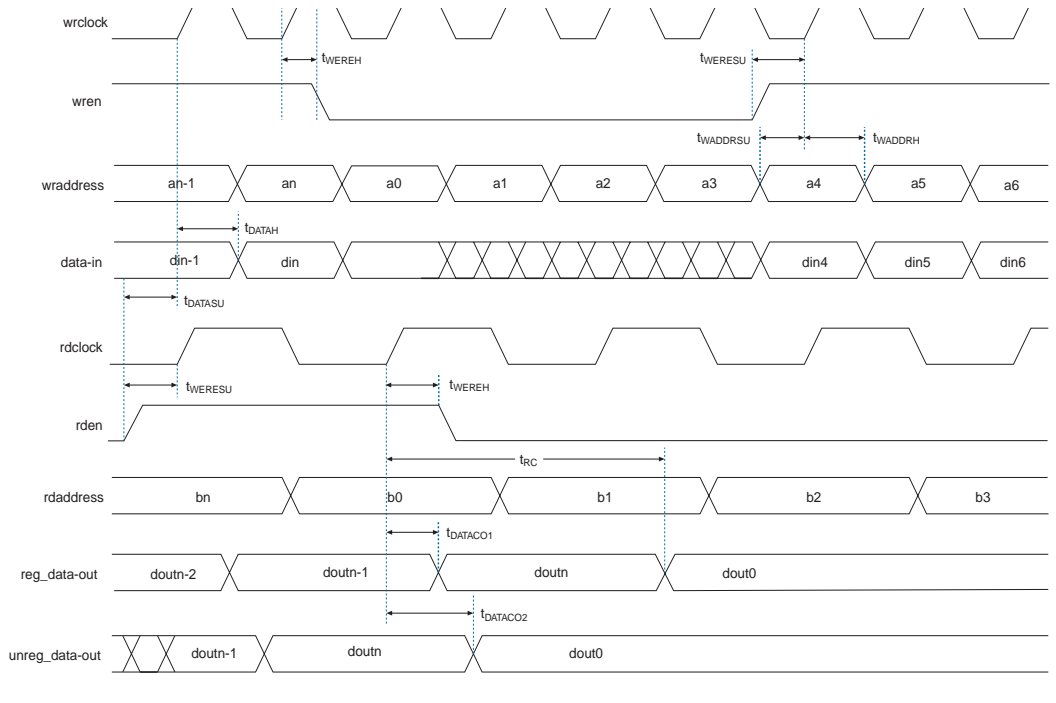 wrclock
tWEREH
tWERESU
wren
tWADDRSU
tWADDRH
wraddress an-1 an a0 a1 a2 a3 a4 a5 a6
tDATAH
data-in din-1 din din4 din5 din6
tDATASU
rdclock
tWERESU
tWEREH
rden
tRC
rdaddress bn b0 b1 b2 b3
tDATACO1
reg_data-out doutn-2 doutn-1 doutn dout0
tDATACO2
unreg_data-out doutn-1 doutn dout0